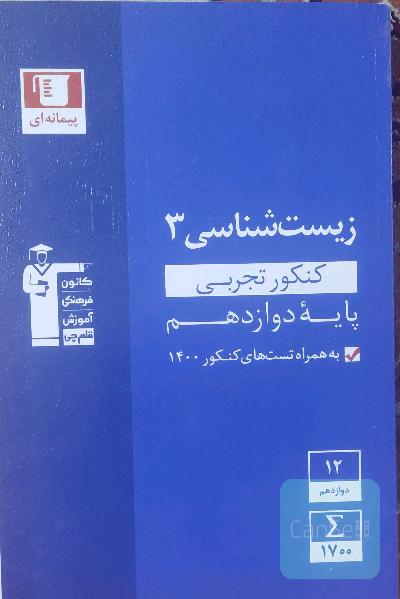 پیمانه‌ای
زیست‌شناسی ۳
کنکور تجربی
پایهٔ دوازدهم
به همراه تست‌های کنکور ۱۴۰۰
کانون
فرهنگی
آموزش
قلم‌چی
۱۲
دوازدهم
Σ
۱۷۰۰